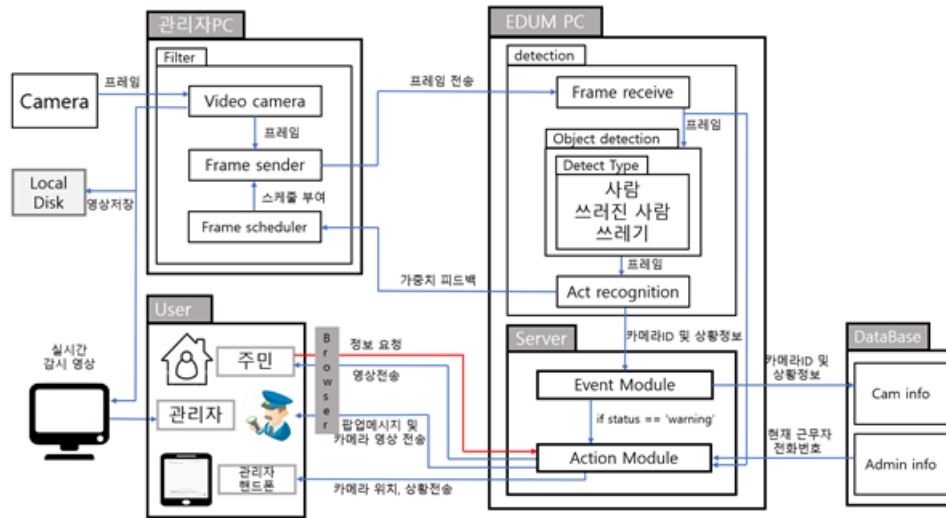 관리자PC
Filter
Camera
프레임
Video camera
프레임
Frame sender
스케줄 부여
Frame scheduler
Local
Disk
영상저장
프레임 전송
가중치 피드백
EDUM PC
detection
Frame receive
프레임
Object detection
Detect Type
사람
쓰러진 사람
쓰레기
프레임
Act recognition
카메라ID 및 상황정보
Server
Event Module
if status == 'warning'
Action Module
카메라ID 및
상황정보
현재 근무자
전화번호
DataBase
Cam info
Admin info
실시간
감시 영상
User
주민
관리자
관리자
핸드폰
Browser
정보 요청
영상전송
팝업메시지 및
카메라 영상 전송
카메라 위치, 상황전송